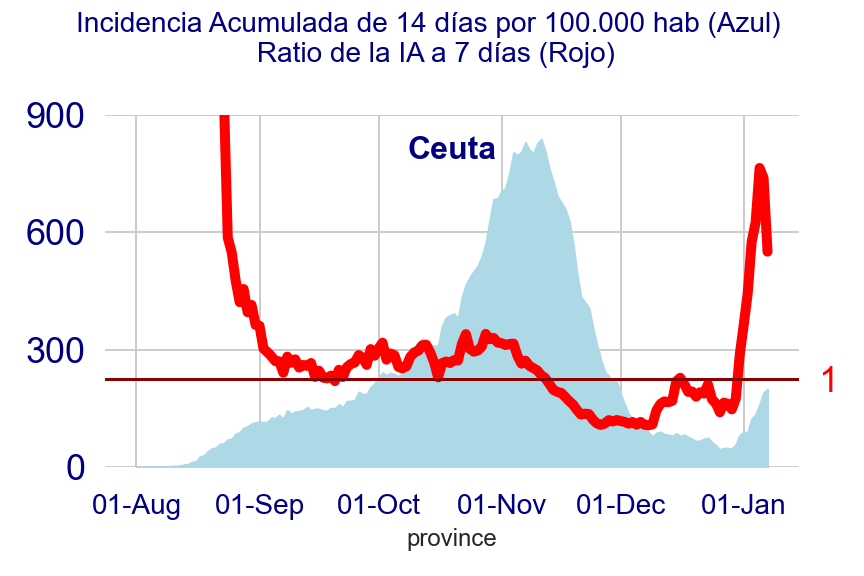 Incidencia Acumulada de 14 días por 100.000 hab (Azul)
Ratio de la IA a 7 días (Rojo)
900
Ceuta
600
300
1
0
01-Aug 01-Sep 01-Oct 01-Nov 01-Dec 01-Jan
province